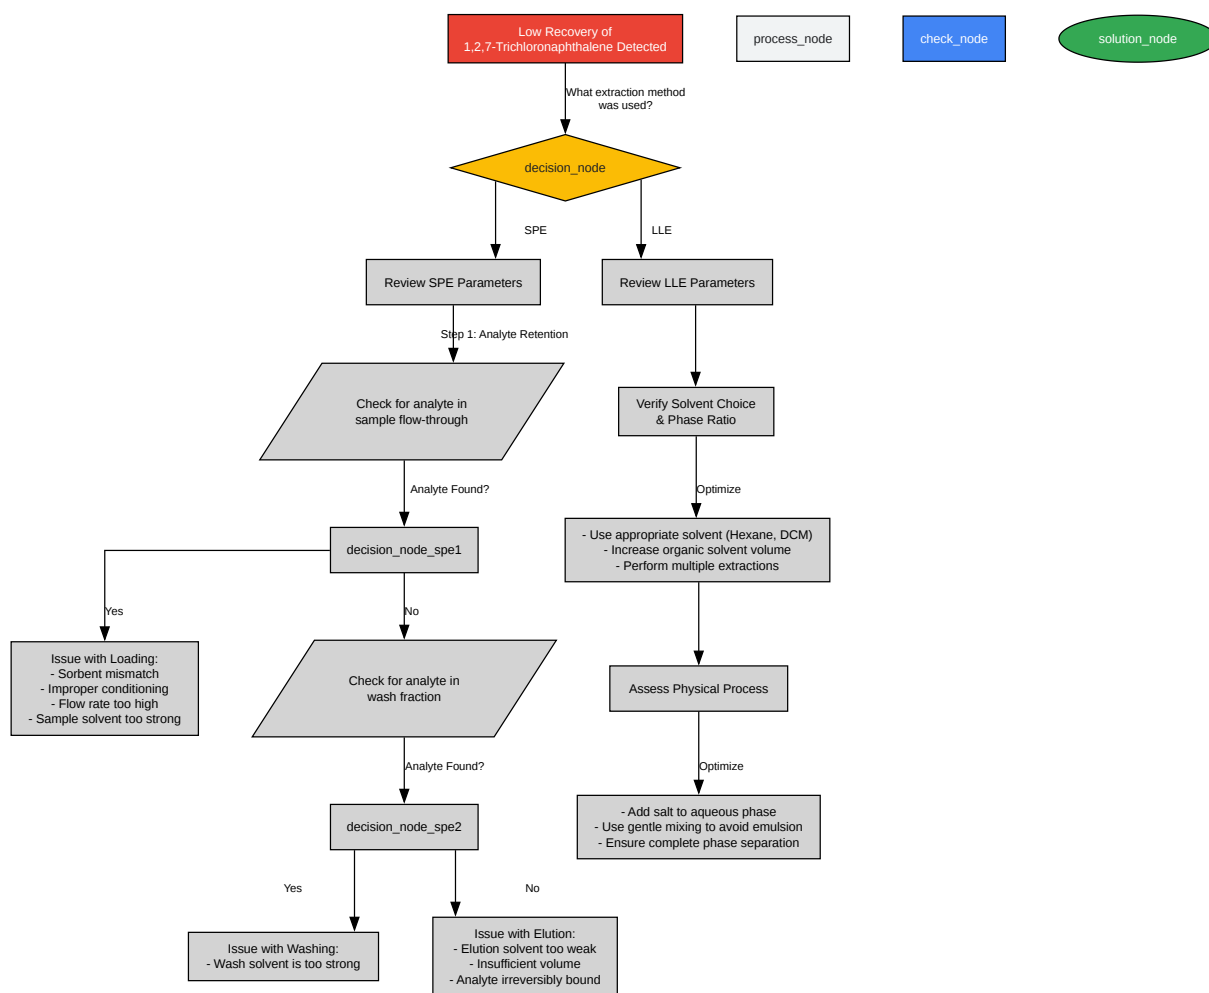 Low Recovery of
1,2,7-Trichloronaphthalene Detected
process_node
check_node
solution_node
What extraction method
was used?
decision_node
SPE
LLE
Review SPE Parameters
Review LLE Parameters
Step 1: Analyte Retention
Check for analyte in
sample flow-through
Verify Solvent Choice
& Phase Ratio
Analyte Found?
Optimize
decision_node_spe1
- Use appropriate solvent (Hexane, DCM)
- Increase organic solvent volume
- Perform multiple extractions
Yes
No
Issue with Loading:
- Sorbent mismatch
- Improper conditioning
- Flow rate too high
- Sample solvent too strong
Check for analyte in
wash fraction
Assess Physical Process
Analyte Found?
Optimize
decision_node_spe2
- Add salt to aqueous phase
- Use gentle mixing to avoid emulsion
- Ensure complete phase separation
Yes
No
Issue with Washing:
- Wash solvent is too strong
Issue with Elution:
- Elution solvent too weak
- Insufficient volume
- Analyte irreversibly bound